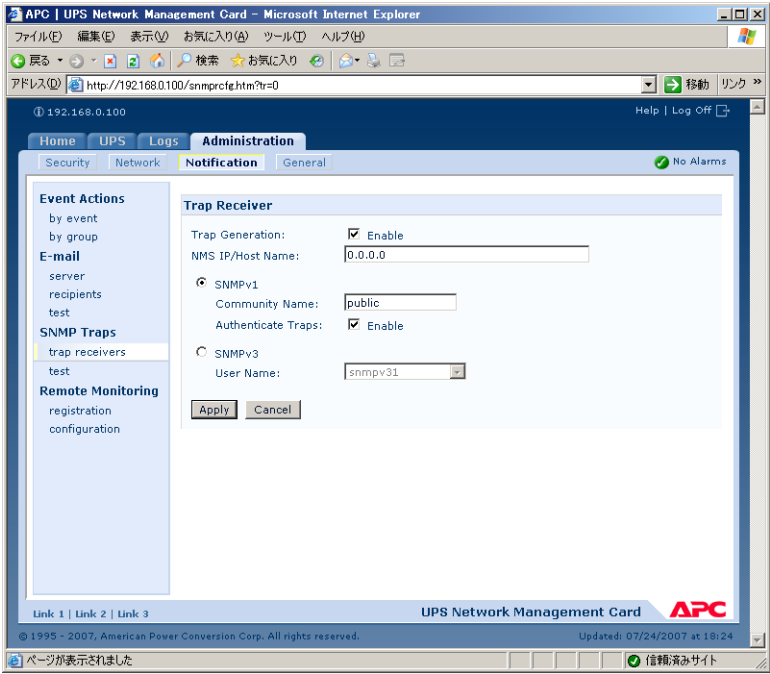 APC | UPS Network Management Card - Microsoft Internet Explorer
ファイル(F) 編集(E) 表示(V) お気に入り(A) ツール(T) ヘルプ(H)
戻る 検索 お気に入り
アドレス(D) http://192.168.0.100/snmprcfg.htm?tr=0 移動 リンク »
192.168.0.100 Help | Log Off
Home UPS Logs Administration
Security Network Notification General No Alarms
Event Actions
by event
by group
E-mail
server
recipients
test
SNMP Traps
trap receivers
test
Remote Monitoring
registration
configuration
Trap Receiver
Trap Generation: Enable
NMS IP/Host Name: 0.0.0.0
SNMPv1
Community Name: public
Authenticate Traps: Enable
SNMPv3
User Name: snmpv31
Apply Cancel
Link 1 | Link 2 | Link 3 UPS Network Management Card APC
© 1995 - 2007, American Power Conversion Corp. All rights reserved. Updated: 07/24/2007 at 18:24
ページが表示されました 信頼済みサイト